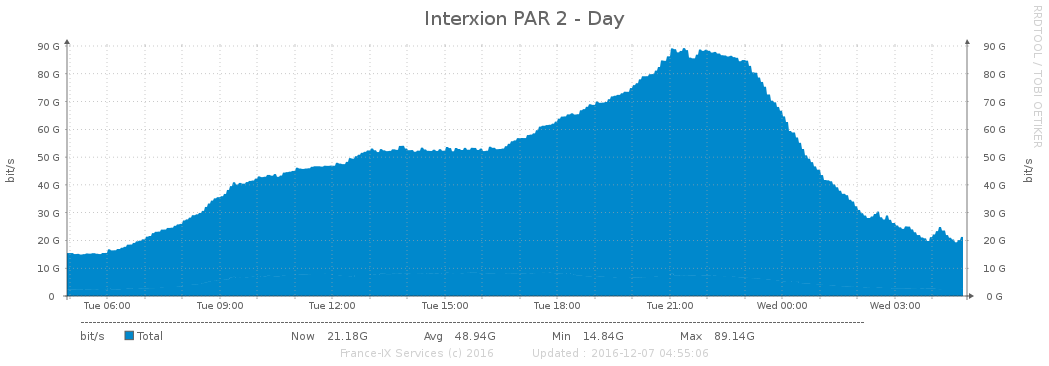 Interxion PAR 2 - Day
RRDTOOL / TOBI OETIKER
bit/s
90 G 90 G
80 G 80 G
70 G 70 G
60 G 60 G
50 G 50 G
40 G 40 G
30 G 30 G
20 G 20 G
10 G 10 G
0 0 G
bit/s
Tue 06:00 Tue 09:00 Tue 12:00 Tue 15:00 Tue 18:00 Tue 21:00 Wed 00:00 Wed 03:00
bit/s Total Now 21.18G Avg 48.94G Min 14.84G Max 89.14G
France-IX Services (c) 2016 Updated : 2016-12-07 04:55:06